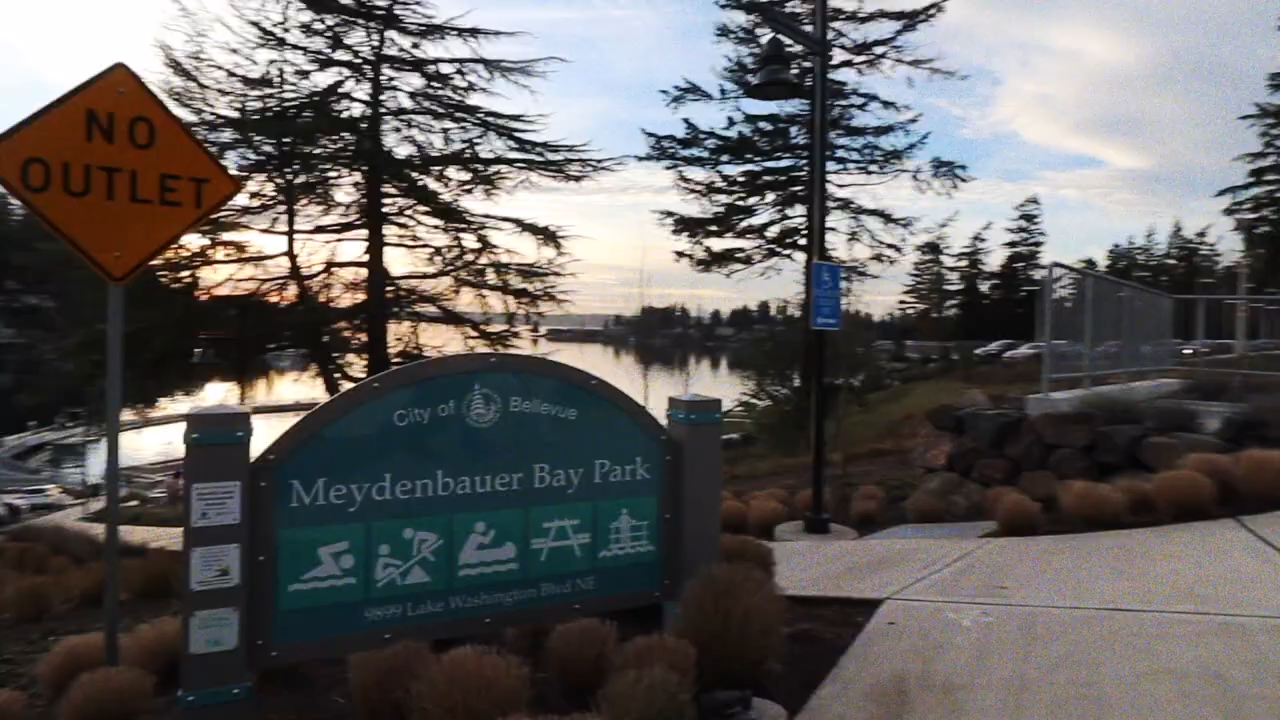 NO
OUTLET
City of Bellevue
Meydenbauer Bay Park
9899 Lake Washington Blvd NE